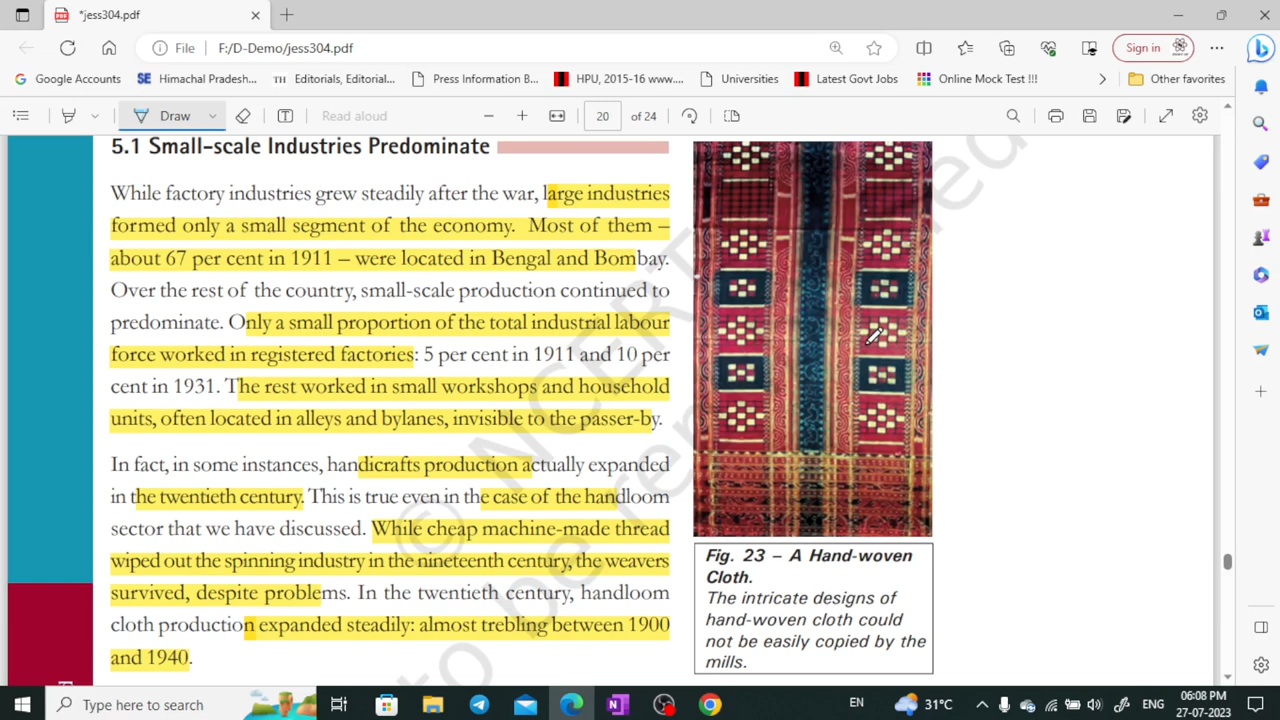 *jess304.pdf
File F:/D-Demo/jess304.pdf Sign in
Google Accounts SE Himachal Pradesh... TH Editorials, Editorial... Press Information B... HPU, 2015-16 www.... Universities Latest Govt Jobs Online Mock Test !!! Other favorites
Draw Read aloud 20 of 24
5.1 Small-scale Industries Predominate
While factory industries grew steadily after the war, large industries
formed only a small segment of the economy. Most of them –
about 67 per cent in 1911 – were located in Bengal and Bombay.
Over the rest of the country, small-scale production continued to
predominate. Only a small proportion of the total industrial labour
force worked in registered factories: 5 per cent in 1911 and 10 per
cent in 1931. The rest worked in small workshops and household
units, often located in alleys and bylanes, invisible to the passer-by.
In fact, in some instances, handicrafts production actually expanded
in the twentieth century. This is true even in the case of the handloom
sector that we have discussed. While cheap machine-made thread
wiped out the spinning industry in the nineteenth century, the weavers
survived, despite problems. In the twentieth century, handloom
cloth production expanded steadily: almost trebling between 1900
and 1940.
Fig. 23 – A Hand-woven
Cloth.
The intricate designs of
hand-woven cloth could
not be easily copied by the
mills.
© NCERT
to be republished
Type here to search EN 31°C ENG 06:08 PM
27-07-2023